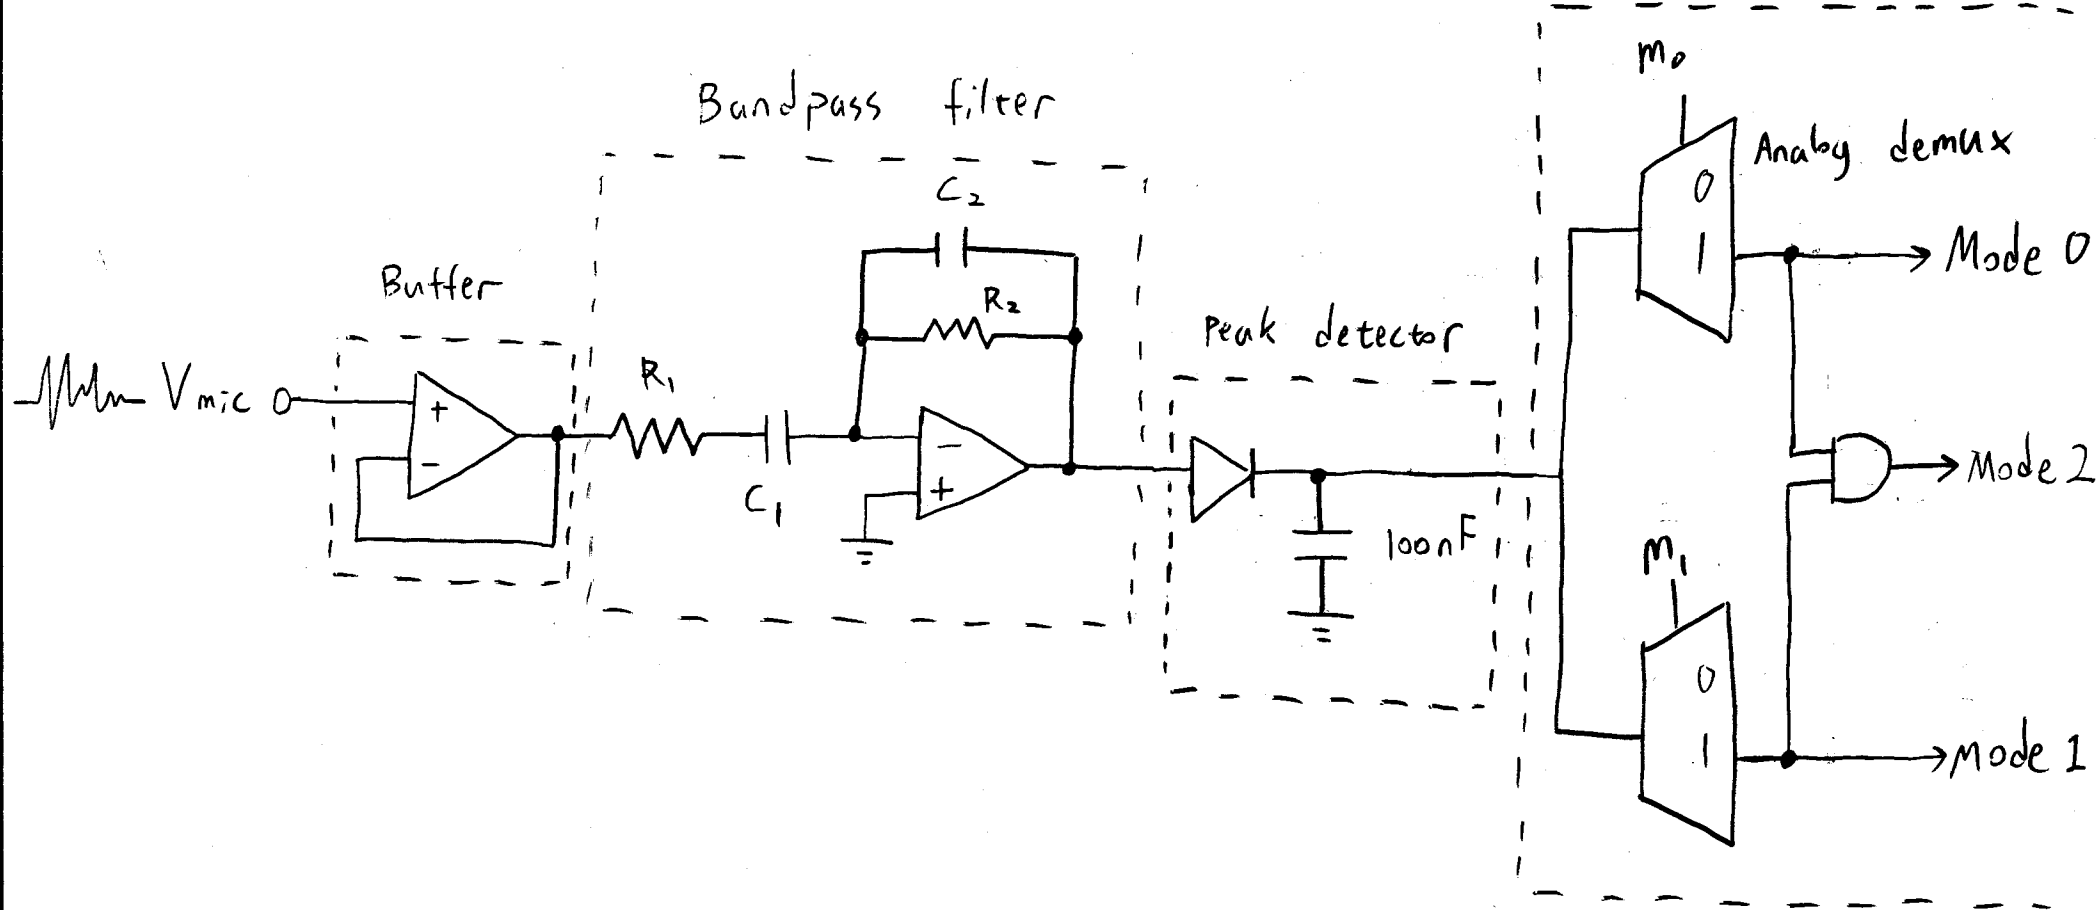 Bandpass filter
Buffer
Vmic
+
-
R1
C1
C2
R2
-
+
Peak detector
100nF
m0
Analog demux
0
1
Mode 0
Mode 2
m1
0
1
Mode 1